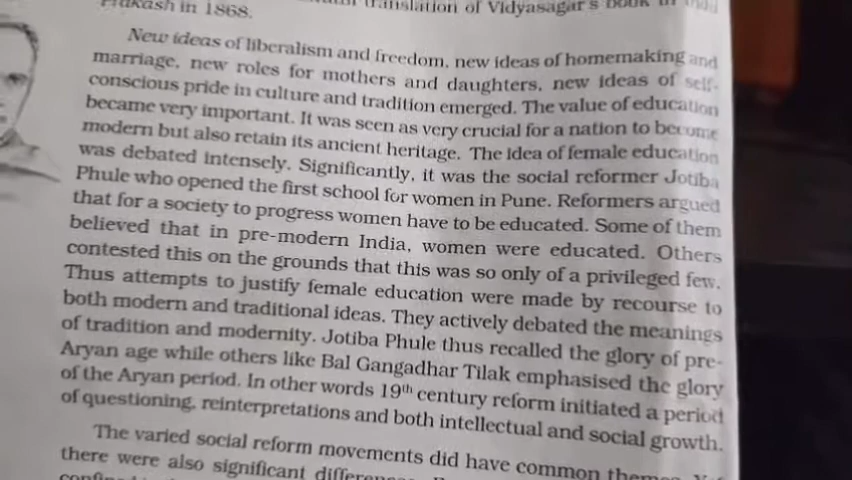 Prakash in 1868. translation of Vidyasagar's book in
New ideas of liberalism and freedom, new ideas of homemaking and
marriage, new roles for mothers and daughters, new ideas of self-
conscious pride in culture and tradition emerged. The value of education
became very important. It was seen as very crucial for a nation to become
modern but also retain its ancient heritage. The idea of female education
was debated intensely. Significantly, it was the social reformer Jotiba
Phule who opened the first school for women in Pune. Reformers argued
that for a society to progress women have to be educated. Some of them
believed that in pre-modern India, women were educated. Others
contested this on the grounds that this was so only of a privileged few.
Thus attempts to justify female education were made by recourse to
both modern and traditional ideas. They actively debated the meanings
of tradition and modernity. Jotiba Phule thus recalled the glory of pre-
Aryan age while others like Bal Gangadhar Tilak emphasised the glory
of the Aryan period. In other words 19th century reform initiated a period
of questioning, reinterpretations and both intellectual and social growth.
The varied social reform movements did have common themes.
there were also significant